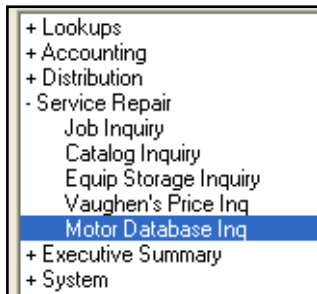 + Lookups
+ Accounting
+ Distribution
- Service Repair
Job Inquiry
Catalog Inquiry
Equip Storage Inquiry
Vaughen's Price Inq
Motor Database Inq
+ Executive Summary
+ System